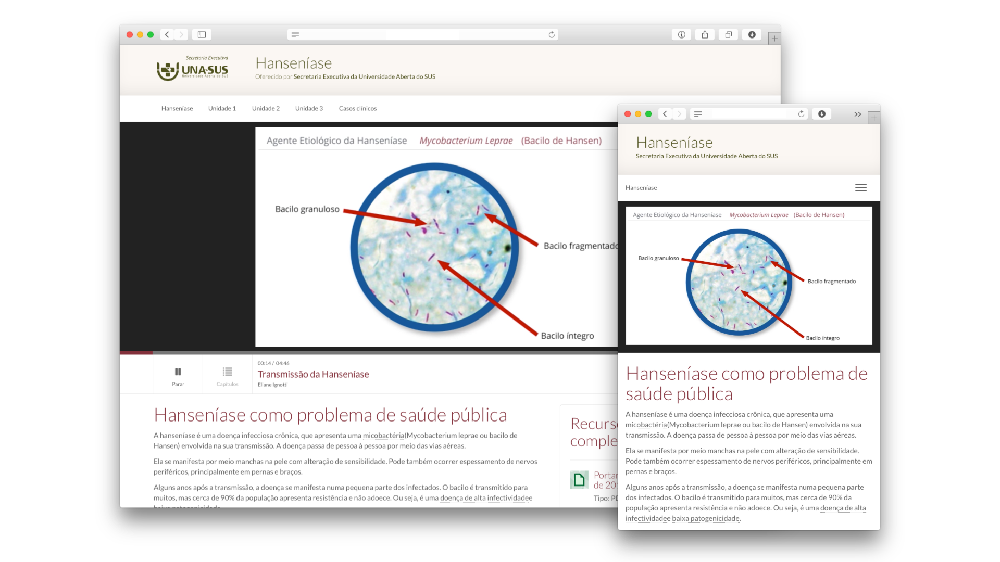 Secretaria Executiva
UNA-SUS
Universidade Aberta do SUS
Hanseníase
Oferecido por Secretaria Executiva da Universidade Aberta do SUS
Hanseníase Unidade 1 Unidade 2 Unidade 3 Casos clínicos
Agente Etiológico da Hanseníase Mycobacterium Leprae (Bacilo de Hansen)
Bacilo granuloso
Bacilo fragmentado
Bacilo íntegro
00:14 / 04:46
Parar
Capítulos
Transmissão da Hanseníase
Eliane Ignotti
Hanseníase como problema de saúde pública
A hanseníase é uma doença infecciosa crônica, que apresenta uma micobactéria(Mycobacterium leprae ou bacilo de
Hansen) envolvida na sua transmissão. A doença passa de pessoa à pessoa por meio das vias aéreas.
Ela se manifesta por meio manchas na pele com alteração de sensibilidade. Pode também ocorrer espessamento de nervos
periféricos, principalmente em pernas e braços.
Alguns anos após a transmissão, a doença se manifesta numa pequena parte dos infectados. O bacilo é transmitido para
muitos, mas cerca de 90% da população apresenta resistência e não adoece. Ou seja, é uma doença de alta infectividadee
baixa patogenicidade.
Recurs
comple
Portar
de 20
Tipo: PD
Hanseníase
Secretaria Executiva da Universidade Aberta do SUS
Hanseníase
Agente Etiológico da Hanseníase Mycobacterium Leprae (Bacilo de Hansen)
Bacilo granuloso
Bacilo fragmentado
Bacilo íntegro
Hanseníase como problema de
saúde pública
A hanseníase é uma doença infecciosa crônica, que apresenta uma
micobactéria(Mycobacterium leprae ou bacilo de Hansen) envolvida na sua
transmissão. A doença passa de pessoa à pessoa por meio das vias aéreas.
Ela se manifesta por meio manchas na pele com alteração de sensibilidade.
Pode também ocorrer espessamento de nervos periféricos, principalmente em
pernas e braços.
Alguns anos após a transmissão, a doença se manifesta numa pequena parte
dos infectados. O bacilo é transmitido para muitos, mas cerca de 90% da
população apresenta resistência e não adoece. Ou seja, é uma doença de alta
infectividadee baixa patogenicidade.